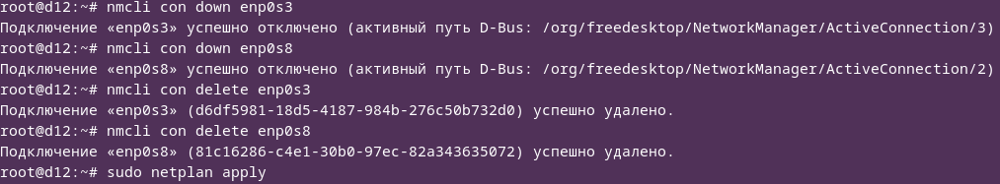 root@d12:~# nmcli con down enp0s3
Подключение «enp0s3» успешно отключено (активный путь D-Bus: /org/freedesktop/NetworkManager/ActiveConnection/3)
root@d12:~# nmcli con down enp0s8
Подключение «enp0s8» успешно отключено (активный путь D-Bus: /org/freedesktop/NetworkManager/ActiveConnection/2)
root@d12:~# nmcli con delete enp0s3
Подключение «enp0s3» (d6df5981-18d5-4187-984b-276c50b732d0) успешно удалено.
root@d12:~# nmcli con delete enp0s8
Подключение «enp0s8» (81c16286-c4e1-30b0-97ec-82a343635072) успешно удалено.
root@d12:~# sudo netplan apply